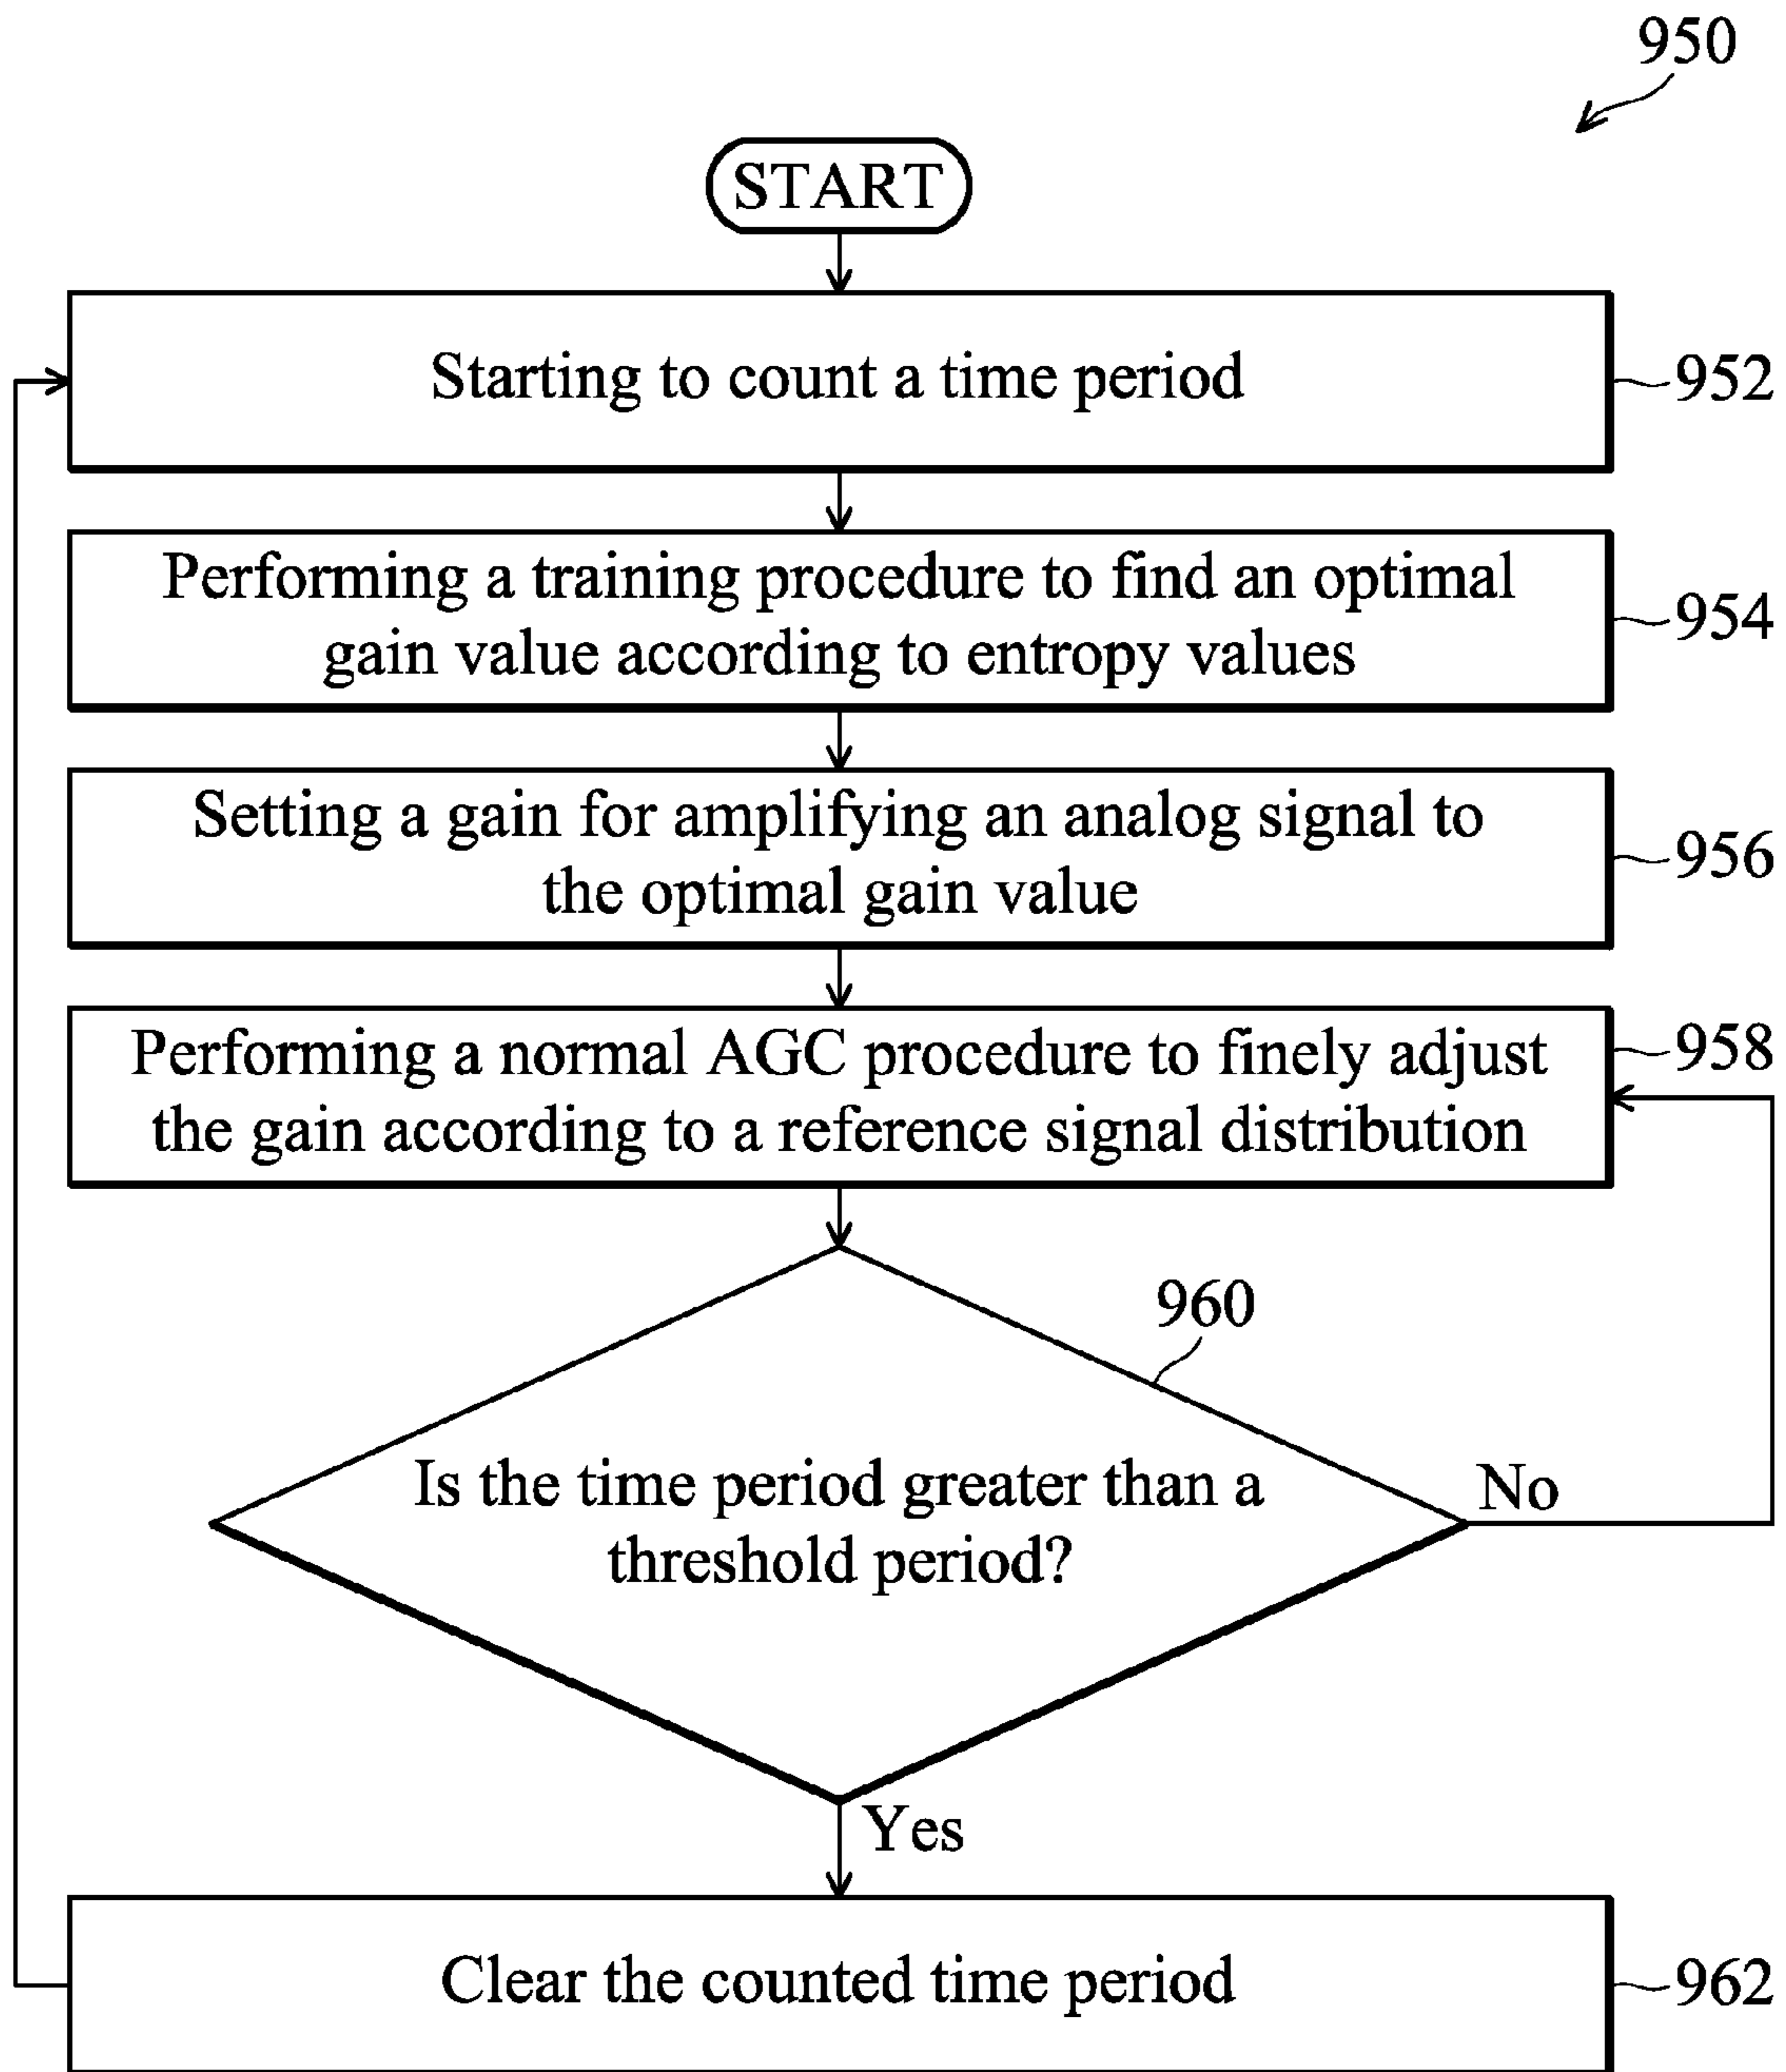 950
START
Starting to count a time period
952
Performing a training procedure to find an optimal
gain value according to entropy values
954
Setting a gain for amplifying an analog signal to
the optimal gain value
956
Performing a normal AGC procedure to finely adjust
the gain according to a reference signal distribution
958
960
Is the time period greater than a
threshold period?
No
Yes
Clear the counted time period
962